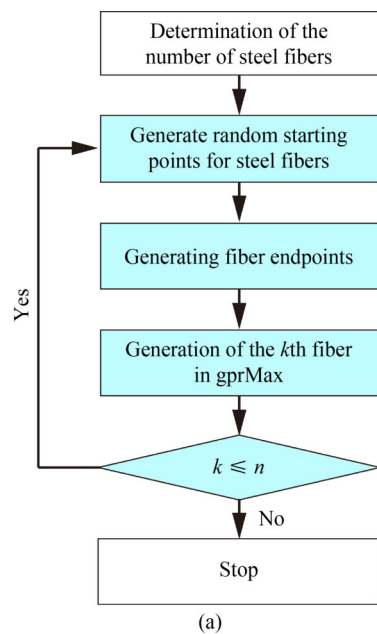 Determination of the
number of steel fibers
Generate random starting
points for steel fibers
Generating fiber endpoints
Yes
Generation of the kth fiber
in gprMax
k ⩽ n
No
Stop
(a)